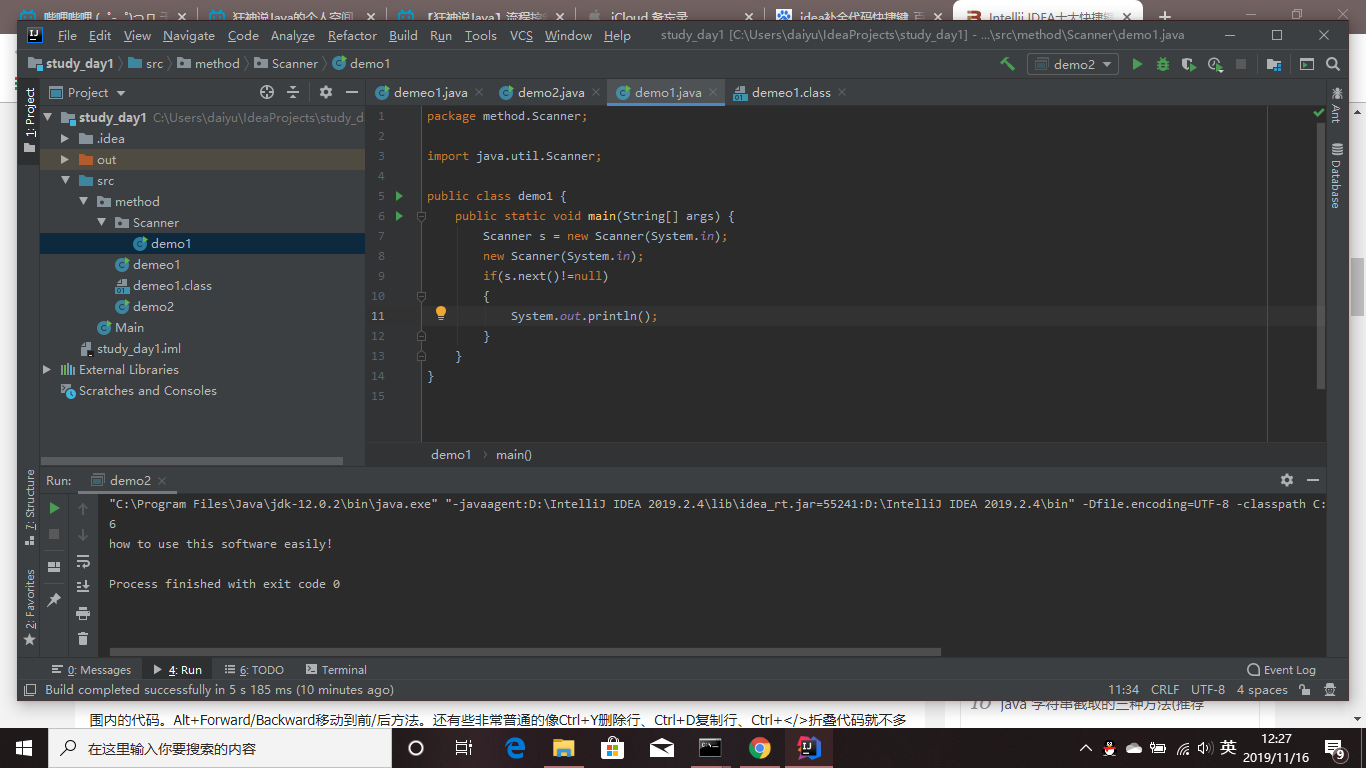 哔哩哔哩 ( ゜- ゜)つロ 狂神说Java的个人空间 【狂神说Java】流程控 iCloud 备忘录 idea补全代码快捷键 Intellij IDEA十大快捷键
File Edit View Navigate Code Analyze Refactor Build Run Tools VCS Window Help study_day1 [C:\Users\daiyu\IdeaProjects\study_day1] - ...\src\method\Scanner\demo1.java
study_day1 src method Scanner demo1 demo2
1: Project
Project demeo1.java demo2.java demo1.java demeo1.class
Ant
Database
study_day1 C:\Users\daiyu\IdeaProjects\study_d
.idea
out
src
method
Scanner
demo1
demeo1
demeo1.class
demo2
Main
study_day1.iml
External Libraries
Scratches and Consoles
1 package method.Scanner;
2
3 import java.util.Scanner;
4
5 public class demo1 {
6 public static void main(String[] args) {
7 Scanner s = new Scanner(System.in);
8 new Scanner(System.in);
9 if(s.next()!=null)
10 {
11 System.out.println();
12 }
13 }
14 }
15
demo1 main()
7: Structure
2: Favorites
Run: demo2
"C:\Program Files\Java\jdk-12.0.2\bin\java.exe" "-javaagent:D:\IntelliJ IDEA 2019.2.4\lib\idea_rt.jar=55241:D:\IntelliJ IDEA 2019.2.4\bin" -Dfile.encoding=UTF-8 -classpath C:
6
how to use this software easily!
Process finished with exit code 0
0: Messages 4: Run 6: TODO Terminal Event Log
Build completed successfully in 5 s 185 ms (10 minutes ago) 11:34 CRLF UTF-8 4 spaces
围内的代码。Alt+Forward/Backward移动到前/后方法。还有些非常普通的像Ctrl+Y删除行、Ctrl+D复制行、Ctrl+</>折叠代码就不多
10 java 字符串截取的三种方法(推荐
在这里输入你要搜索的内容 英 12:27
2019/11/16 9